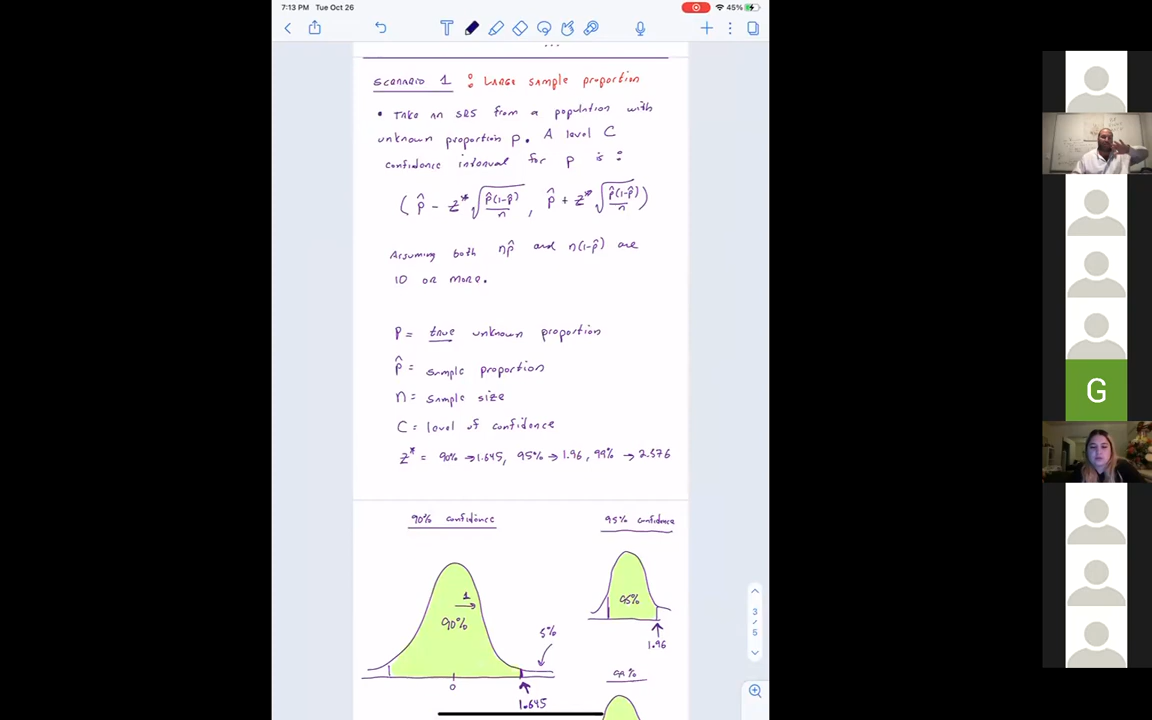 7:13 PM Tue Oct 26
45%
Scenario 1 : Large sample proportion
• Take an SRS from a population with
unknown proportion p. A level C
confidence interval for p is :
( p̂ - z* √(p̂(1-p̂)/n) , p̂ + z* √(p̂(1-p̂)/n) )
Assuming both np̂ and n(1-p̂) are
10 or more.
P = true unknown proportion
p̂ = sample proportion
n = sample size
C = level of confidence
z* = 90% → 1.645, 95% → 1.96, 99% → 2.576
90% confidence
95% confidence
1
90%
5%
0
1.645
95%
1.96
99%
3
5
G